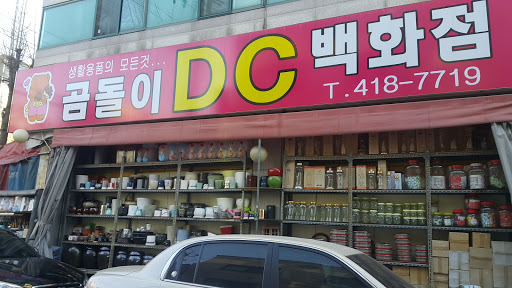 생활용품의 모든것...
곰돌이 DC 백화점
T.418-7719